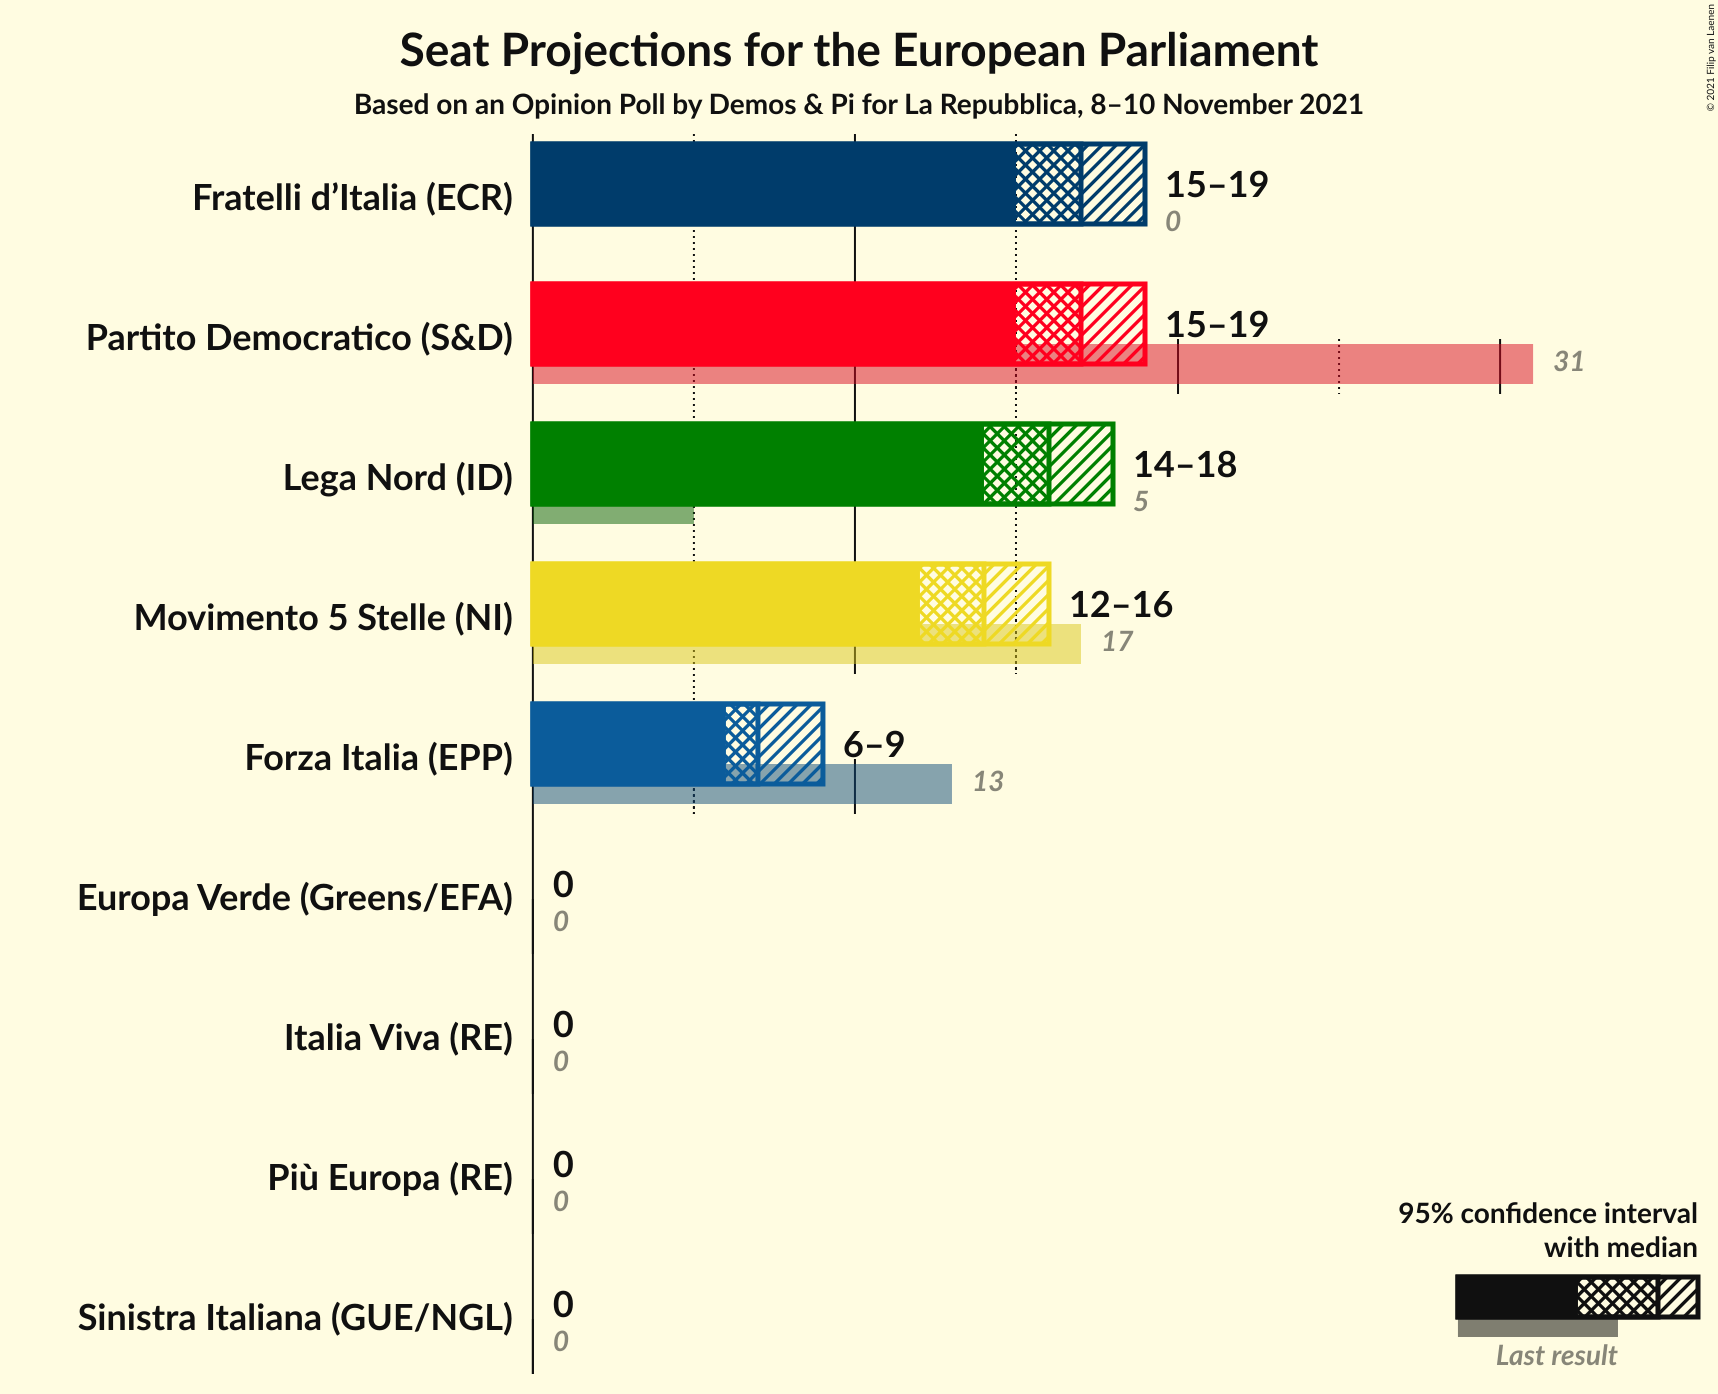 Seat Projections for the European Parliament
Based on an Opinion Poll by Demos & Pi for La Repubblica, 8–10 November 2021
© 2021 Filip van Laenen
Fratelli d’Italia (ECR)
15–19
0
Partito Democratico (S&D)
15–19
31
Lega Nord (ID)
14–18
5
Movimento 5 Stelle (NI)
12–16
17
Forza Italia (EPP)
6–9
13
Europa Verde (Greens/EFA)
0
0
Italia Viva (RE)
0
0
Più Europa (RE)
0
0
Sinistra Italiana (GUE/NGL)
0
0
95% confidence interval
with median
Last result